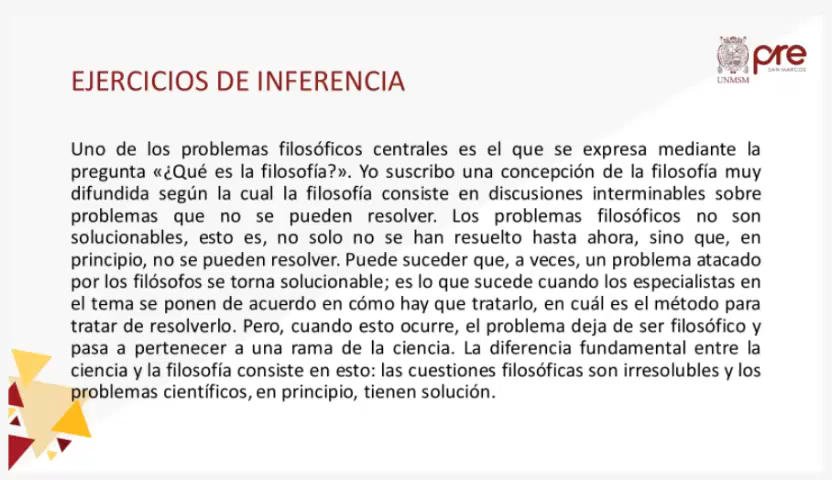 UNMSM
pre
SAN MARCOS
EJERCICIOS DE INFERENCIA
Uno de los problemas filosóficos centrales es el que se expresa mediante la
pregunta «¿Qué es la filosofía?». Yo suscribo una concepción de la filosofía muy
difundida según la cual la filosofía consiste en discusiones interminables sobre
problemas que no se pueden resolver. Los problemas filosóficos no son
solucionables, esto es, no solo no se han resuelto hasta ahora, sino que, en
principio, no se pueden resolver. Puede suceder que, a veces, un problema atacado
por los filósofos se torna solucionable; es lo que sucede cuando los especialistas en
el tema se ponen de acuerdo en cómo hay que tratarlo, en cuál es el método para
tratar de resolverlo. Pero, cuando esto ocurre, el problema deja de ser filosófico y
pasa a pertenecer a una rama de la ciencia. La diferencia fundamental entre la
ciencia y la filosofía consiste en esto: las cuestiones filosóficas son irresolubles y los
problemas científicos, en principio, tienen solución.